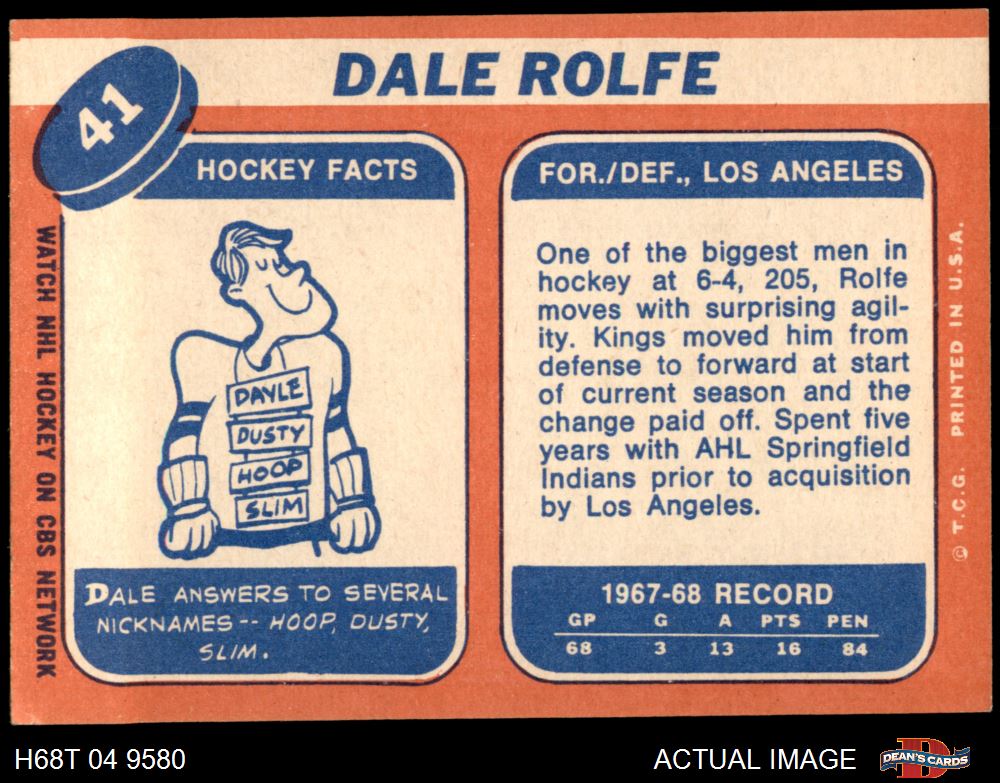 DALE ROLFE
41
HOCKEY FACTS
DAYLE
DUSTY
HOOP
SLIM
DALE ANSWERS TO SEVERAL
NICKNAMES -- HOOP, DUSTY,
SLIM.
WATCH NHL HOCKEY ON CBS NETWORK
FOR./DEF., LOS ANGELES
One of the biggest men in
hockey at 6-4, 205, Rolfe
moves with surprising agil-
ity. Kings moved him from
defense to forward at start
of current season and the
change paid off. Spent five
years with AHL Springfield
Indians prior to acquisition
by Los Angeles.
1967-68 RECORD
GP G A PTS PEN
68 3 13 16 84
© T.C.G. PRINTED IN U.S.A.
H68T 04 9580
ACTUAL IMAGE
DEAN'S CARDS